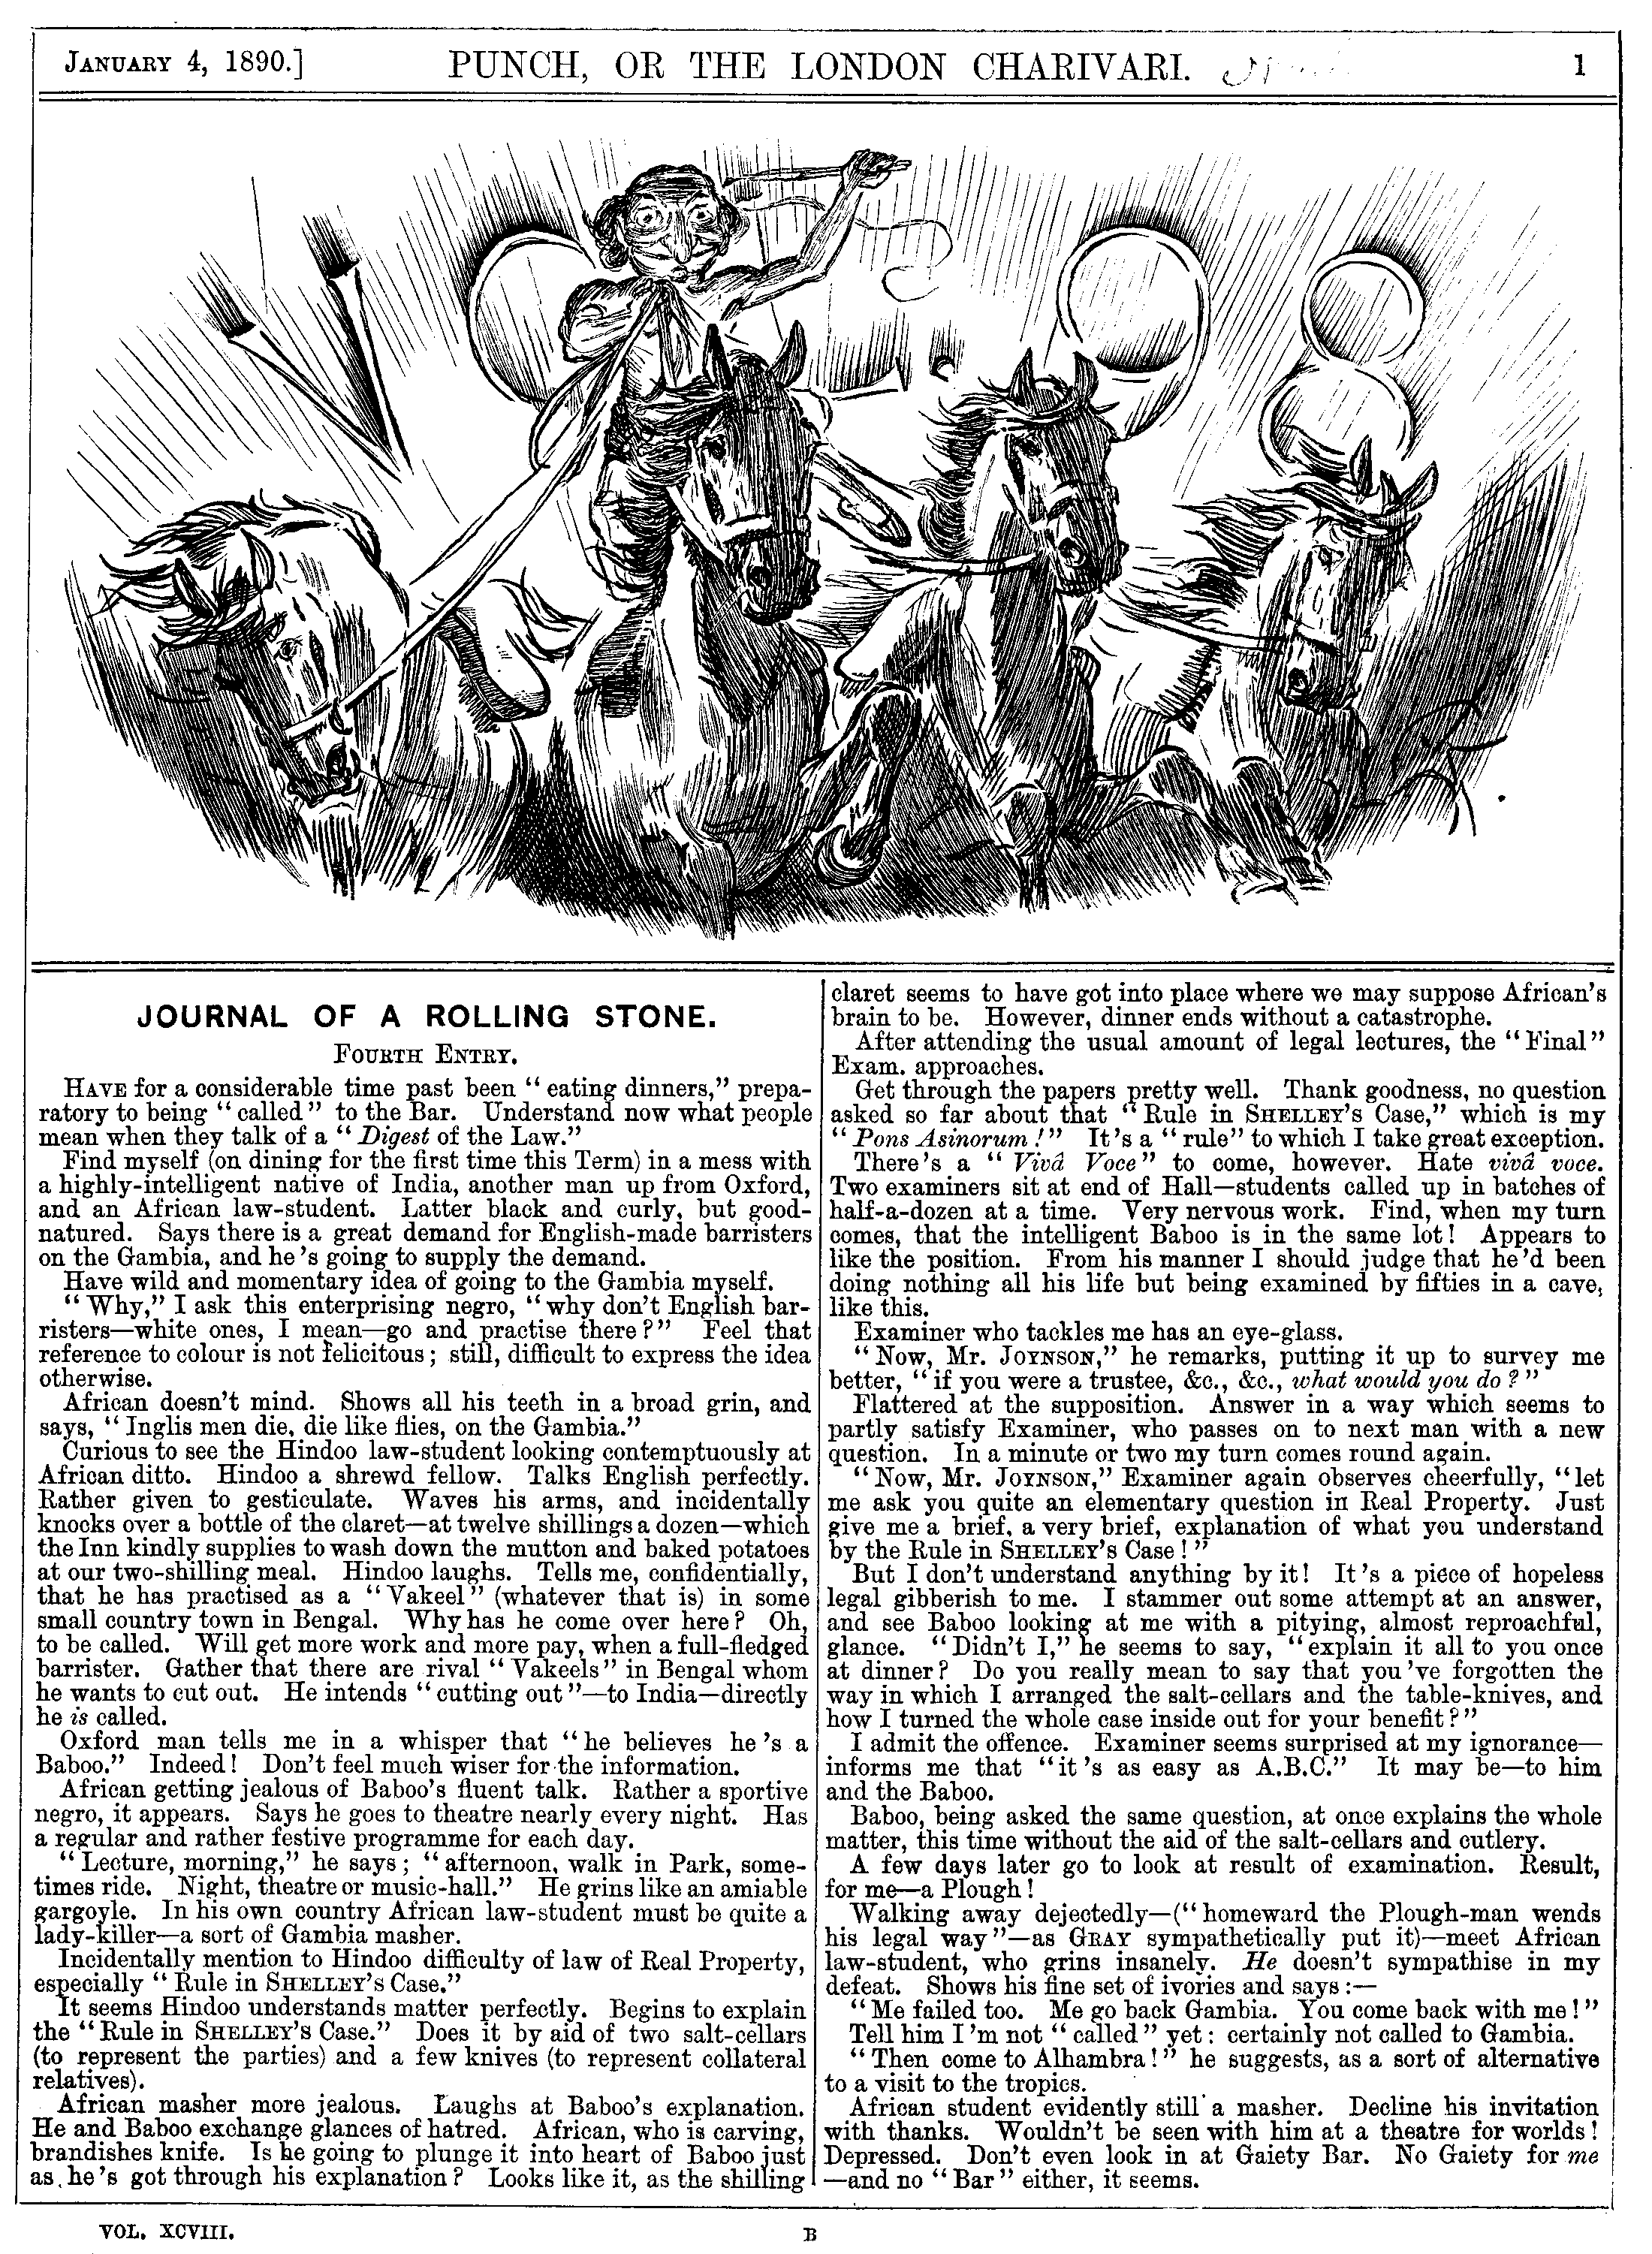 JANUARY 4, 1890.] PUNCH, OR THE LONDON CHARIVARI. 1
JOURNAL OF A ROLLING STONE.
FOURTH ENTRY.
HAVE for a considerable time past been “eating dinners,” prepa-
ratory to being “called” to the Bar. Understand now what people
mean when they talk of a “Digest of the Law.”
Find myself (on dining for the first time this Term) in a mess with
a highly-intelligent native of India, another man up from Oxford,
and an African law-student. Latter black and curly, but good-
natured. Says there is a great demand for English-made barristers
on the Gambia, and he's going to supply the demand.
Have wild and momentary idea of going to the Gambia myself.
“Why,” I ask this enterprising negro, “why don't English bar-
risters—white ones, I mean—go and practise there?” Feel that
reference to colour is not felicitous; still, difficult to express the idea
otherwise.
African doesn't mind. Shows all his teeth in a broad grin, and
says, “Inglis men die, die like flies, on the Gambia.”
Curious to see the Hindoo law-student looking contemptuously at
African ditto. Hindoo a shrewd fellow. Talks English perfectly.
Rather given to gesticulate. Waves his arms, and incidentally
knocks over a bottle of the claret—at twelve shillings a dozen—which
the Inn kindly supplies to wash down the mutton and baked potatoes
at our two-shilling meal. Hindoo laughs. Tells me, confidentially,
that he has practised as a “Vakeel” (whatever that is) in some
small country town in Bengal. Why has he come over here? Oh,
to be called. Will get more work and more pay, when a full-fledged
barrister. Gather that there are rival “Vakeels” in Bengal whom
he wants to cut out. He intends “cutting out”—to India—directly
he is called.
Oxford man tells me in a whisper that “he believes he's a
Baboo.” Indeed! Don't feel much wiser for the information.
African getting jealous of Baboo's fluent talk. Rather a sportive
negro, it appears. Says he goes to theatre nearly every night. Has
a regular and rather festive programme for each day.
“Lecture, morning,” he says; “afternoon, walk in Park, some-
times ride. Night, theatre or music-hall.” He grins like an amiable
gargoyle. In his own country African law-student must be quite a
lady-killer—a sort of Gambia masher.
Incidentally mention to Hindoo difficulty of law of Real Property,
especially “Rule in SHELLEY's Case.”
It seems Hindoo understands matter perfectly. Begins to explain
the “Rule in SHELLEY's Case.” Does it by aid of two salt-cellars
(to represent the parties) and a few knives (to represent collateral
relatives).
African masher more jealous. Laughs at Baboo's explanation.
He and Baboo exchange glances of hatred. African, who is carving,
brandishes knife. Is he going to plunge it into heart of Baboo just
as he's got through his explanation? Looks like it, as the shilling
claret seems to have got into place where we may suppose African's
brain to be. However, dinner ends without a catastrophe.
After attending the usual amount of legal lectures, the “Final”
Exam. approaches.
Get through the papers pretty well. Thank goodness, no question
asked so far about that “Rule in SHELLEY's Case,” which is my
“Pons Asinorum!” It's a “rule” to which I take great exception.
There's a “Vivâ Voce” to come, however. Hate vivâ voce.
Two examiners sit at end of Hall—students called up in batches of
half-a-dozen at a time. Very nervous work. Find, when my turn
comes, that the intelligent Baboo is in the same lot! Appears to
like the position. From his manner I should judge that he'd been
doing nothing all his life but being examined by fifties in a cave,
like this.
Examiner who tackles me has an eye-glass.
“Now, Mr. JOYNSON,” he remarks, putting it up to survey me
better, “if you were a trustee, &c., &c., what would you do?”
Flattered at the supposition. Answer in a way which seems to
partly satisfy Examiner, who passes on to next man with a new
question. In a minute or two my turn comes round again.
“Now, Mr. JOYNSON,” Examiner again observes cheerfully, “let
me ask you quite an elementary question in Real Property. Just
give me a brief, a very brief, explanation of what you understand
by the Rule in SHELLEY's Case!”
But I don't understand anything by it! It's a piece of hopeless
legal gibberish to me. I stammer out some attempt at an answer,
and see Baboo looking at me with a pitying, almost reproachful,
glance. “Didn't I,” he seems to say, “explain it all to you once
at dinner? Do you really mean to say that you've forgotten the
way in which I arranged the salt-cellars and the table-knives, and
how I turned the whole case inside out for your benefit?”
I admit the offence. Examiner seems surprised at my ignorance—
informs me that “it's as easy as A.B.C.” It may be—to him
and the Baboo.
Baboo, being asked the same question, at once explains the whole
matter, this time without the aid of the salt-cellars and cutlery.
A few days later go to look at result of examination. Result,
for me—a Plough!
Walking away dejectedly—(“homeward the Plough-man wends
his legal way”—as GRAY sympathetically put it)—meet African
law-student, who grins insanely. He doesn't sympathise in my
defeat. Shows his fine set of ivories and says:—
“Me failed too. Me go back Gambia. You come back with me!”
Tell him I'm not “called” yet: certainly not called to Gambia.
“Then come to Alhambra!” he suggests, as a sort of alternative
to a visit to the tropics.
African student evidently still a masher. Decline his invitation
with thanks. Wouldn't be seen with him at a theatre for worlds!
Depressed. Don't even look in at Gaiety Bar. No Gaiety for me
—and no “Bar” either, it seems.
VOL. XCVIII. B